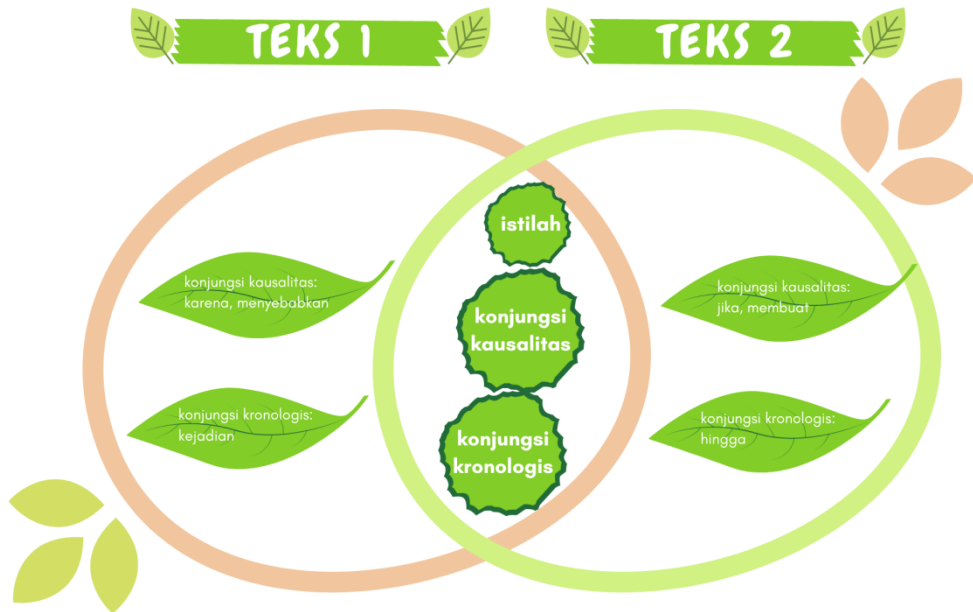 TEKS 1
TEKS 2
konjungsi kausalitas:
karena, menyebabkan
konjungsi kronologis:
kejadian
istilah
konjungsi
kausalitas
konjungsi
kronologis
konjungsi kausalitas:
jika, membuat
konjungsi kronologis:
hingga